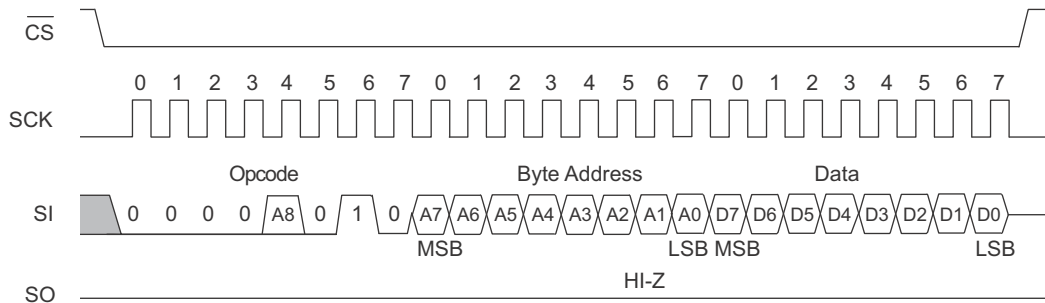 CS
0 1 2 3 4 5 6 7 0 1 2 3 4 5 6 7 0 1 2 3 4 5 6 7
SCK
Opcode Byte Address Data
SI 0 0 0 0 A8 0 1 0 A7 A6 A5 A4 A3 A2 A1 A0 D7 D6 D5 D4 D3 D2 D1 D0
MSB LSB MSB LSB
HI-Z
SO